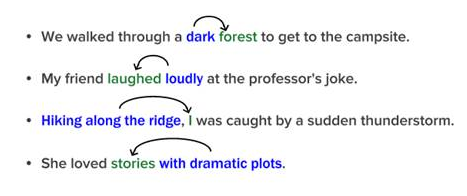 • We walked through a dark forest to get to the campsite.
• My friend laughed loudly at the professor's joke.
• Hiking along the ridge, I was caught by a sudden thunderstorm.
• She loved stories with dramatic plots.